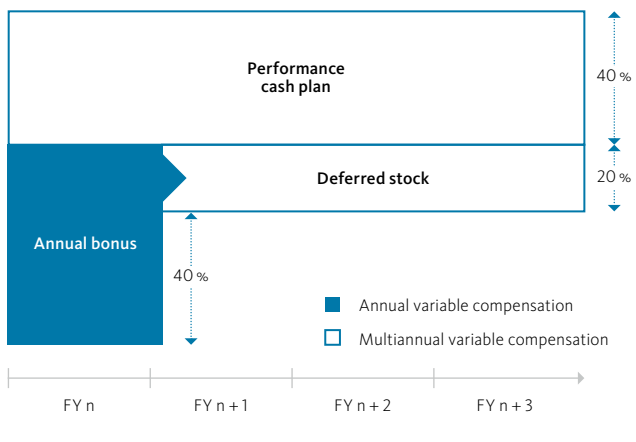 Performance
cash plan
40 %
Deferred stock
20 %
Annual bonus
40 %
Annual variable compensation
Multiannual variable compensation
FY n
FY n + 1
FY n + 2
FY n + 3